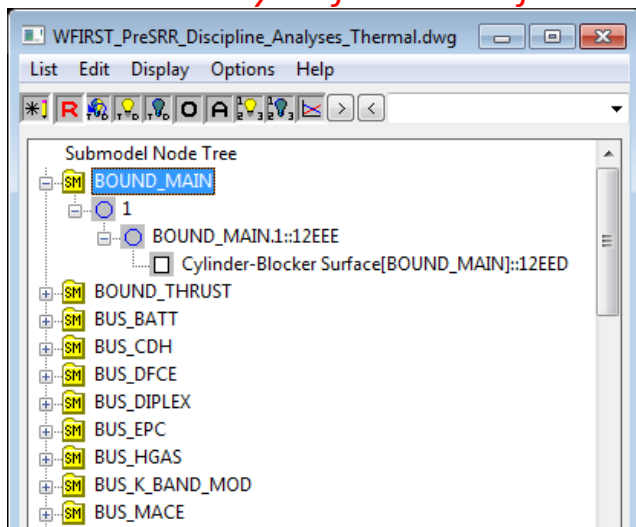 WFIRST_PreSRR_Discipline_Analyses_Thermal.dwg
List Edit Display Options Help
Submodel Node Tree
SM BOUND_MAIN
1
BOUND_MAIN.1::12EEE
Cylinder-Blocker Surface[BOUND_MAIN]::12EED
SM BOUND_THRUST
SM BUS_BATT
SM BUS_CDH
SM BUS_DFCE
SM BUS_DIPLEX
SM BUS_EPC
SM BUS_HGAS
SM BUS_K_BAND_MOD
SM BUS_MACE